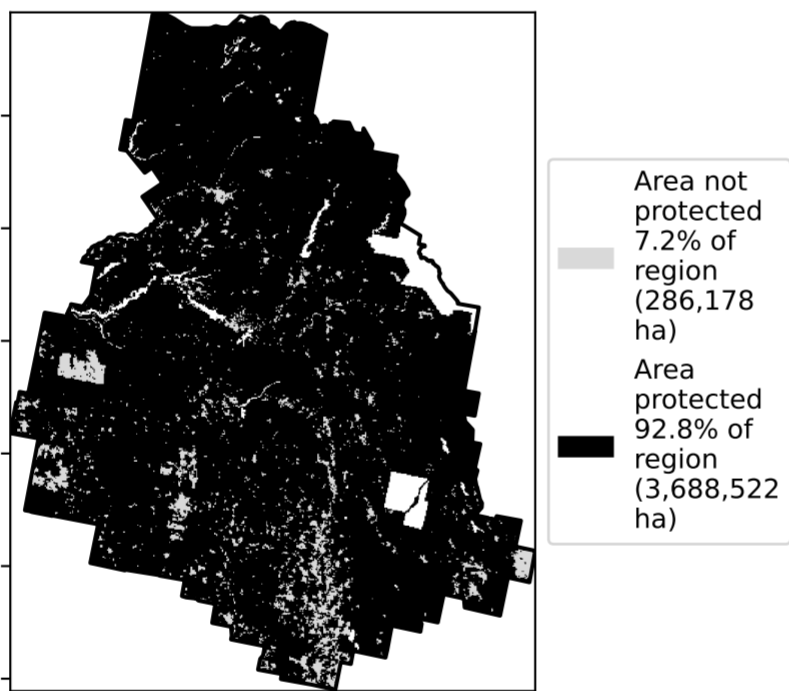 Area not
protected
7.2% of
region
(286,178
ha)
Area
protected
92.8% of
region
(3,688,522
ha)